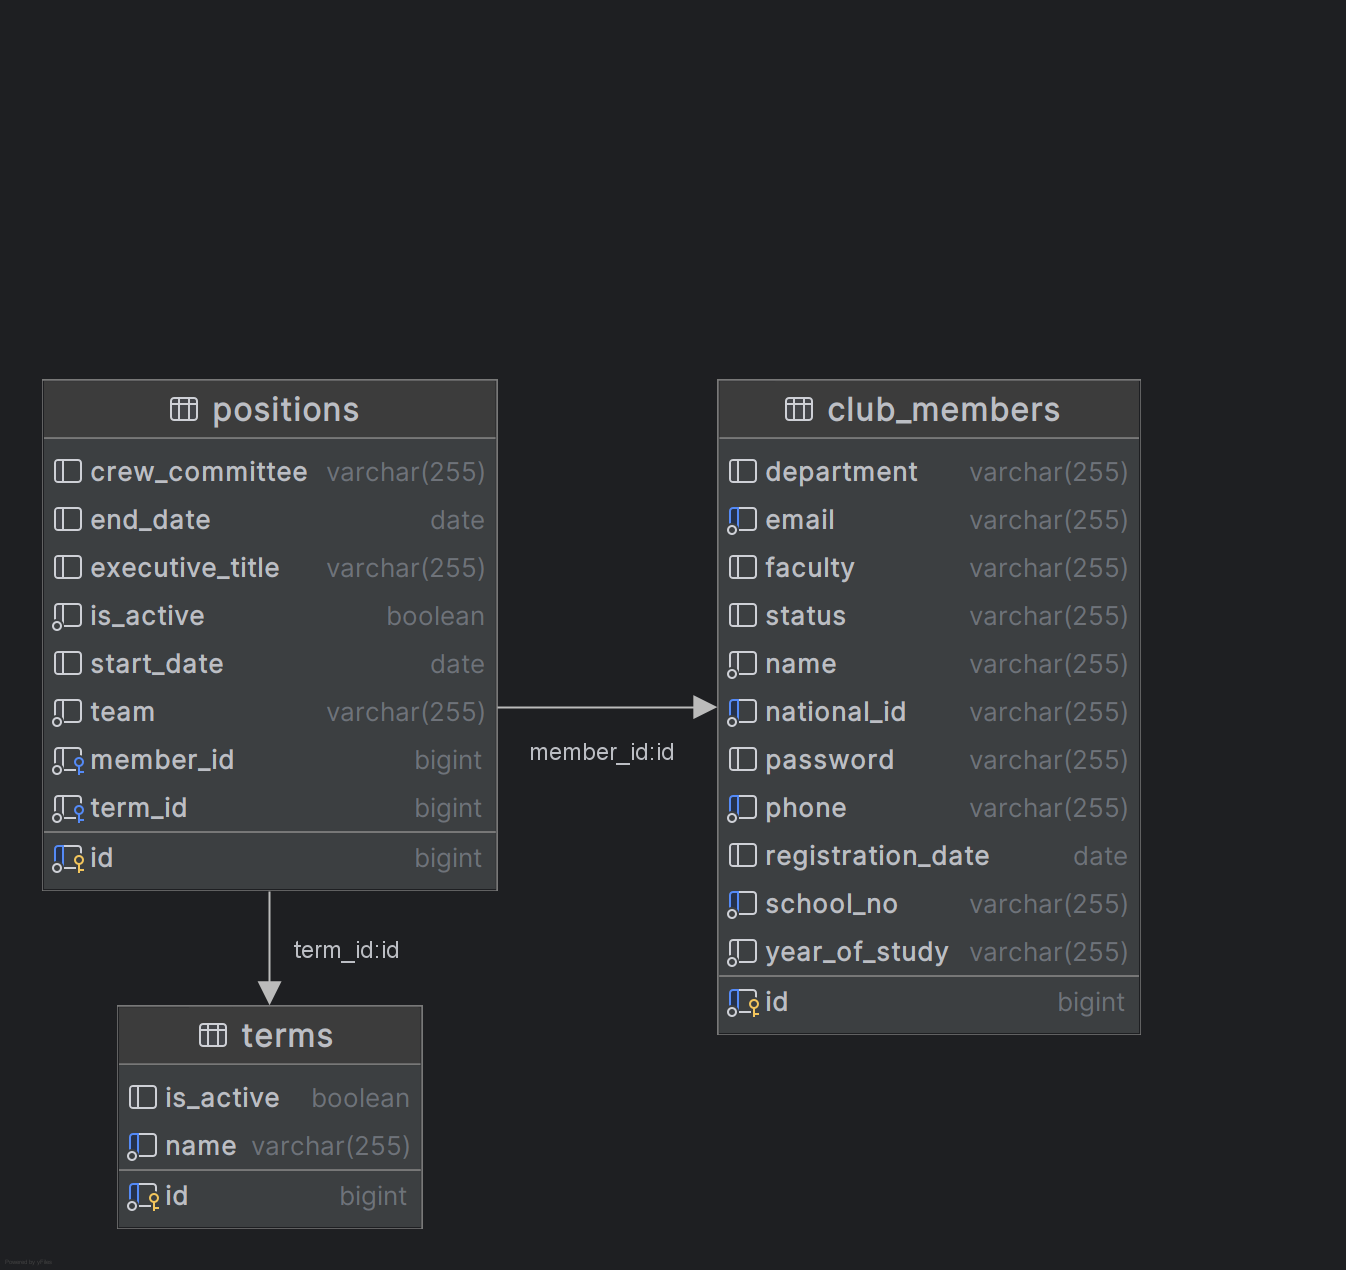 positions
crew_committee varchar(255)
end_date date
executive_title varchar(255)
is_active boolean
start_date date
team varchar(255)
member_id bigint
term_id bigint
id bigint
member_id:id
club_members
department varchar(255)
email varchar(255)
faculty varchar(255)
status varchar(255)
name varchar(255)
national_id varchar(255)
password varchar(255)
phone varchar(255)
registration_date date
school_no varchar(255)
year_of_study varchar(255)
id bigint
term_id:id
terms
is_active boolean
name varchar(255)
id bigint
Powered by yFiles